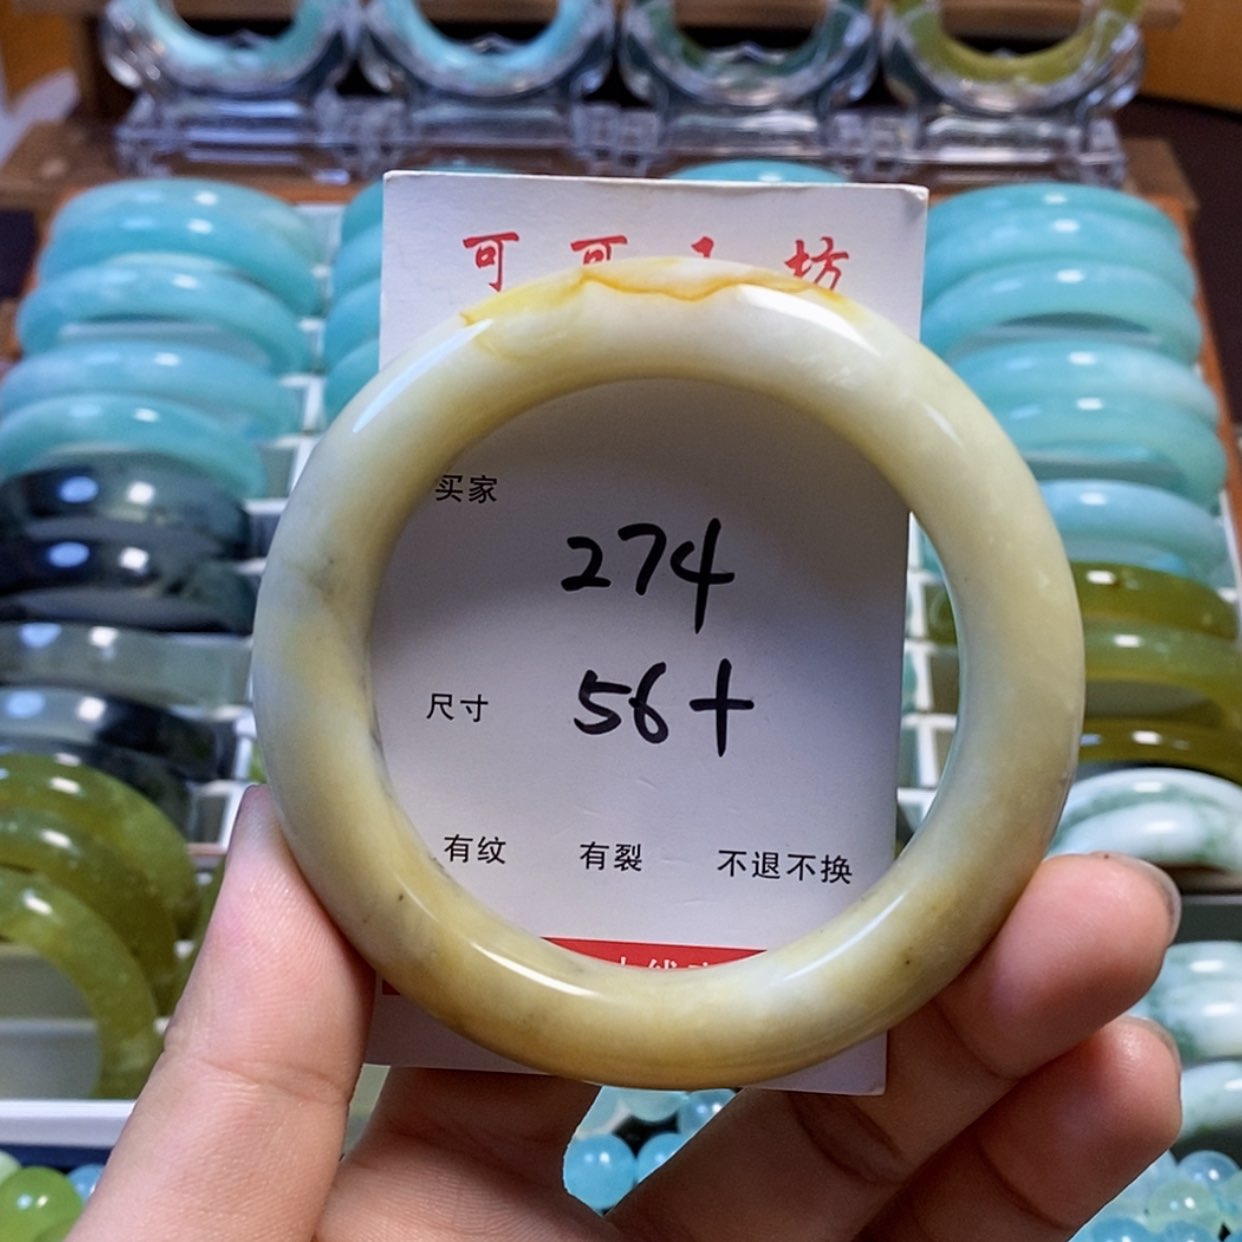 可可 坊
买家
274
尺寸 56+
有纹 有裂 不退不换